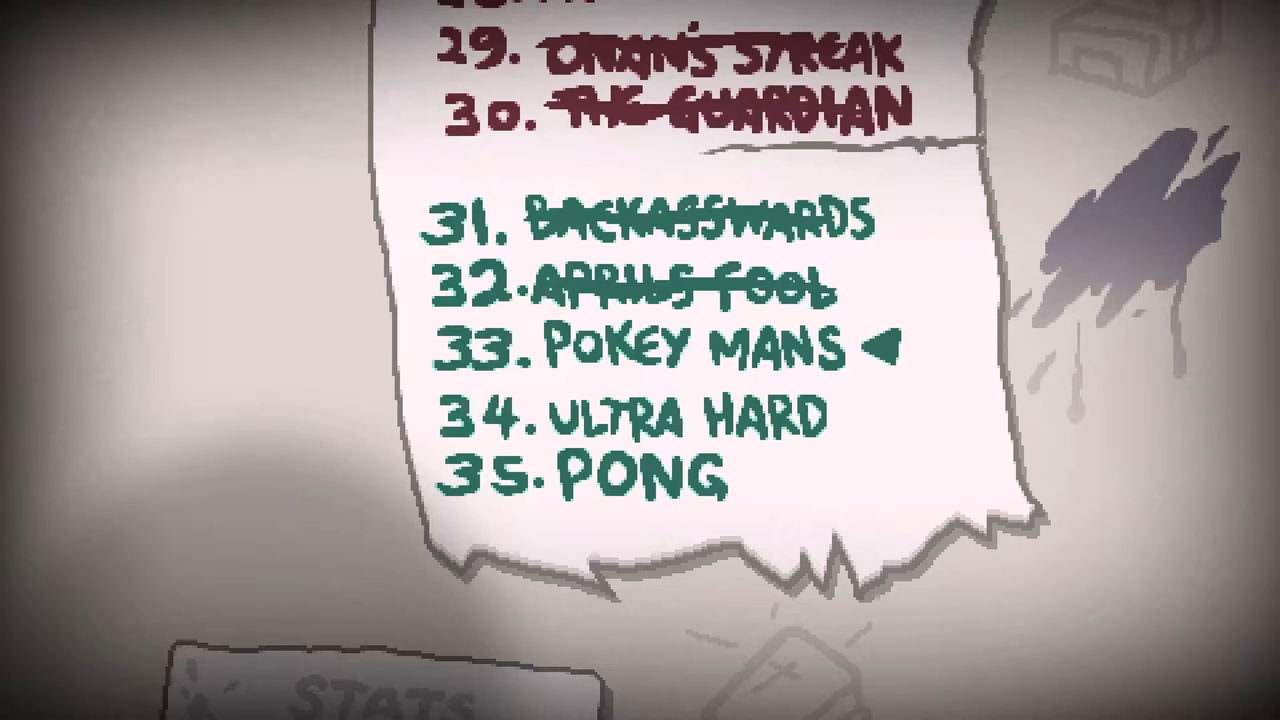 29. ONAN'S STREAK
30. THE GUARDIAN
31. BACKASSWARDS
32. APRILS FOOL
33. POKEY MANS
34. ULTRA HARD
35. PONG
STATS